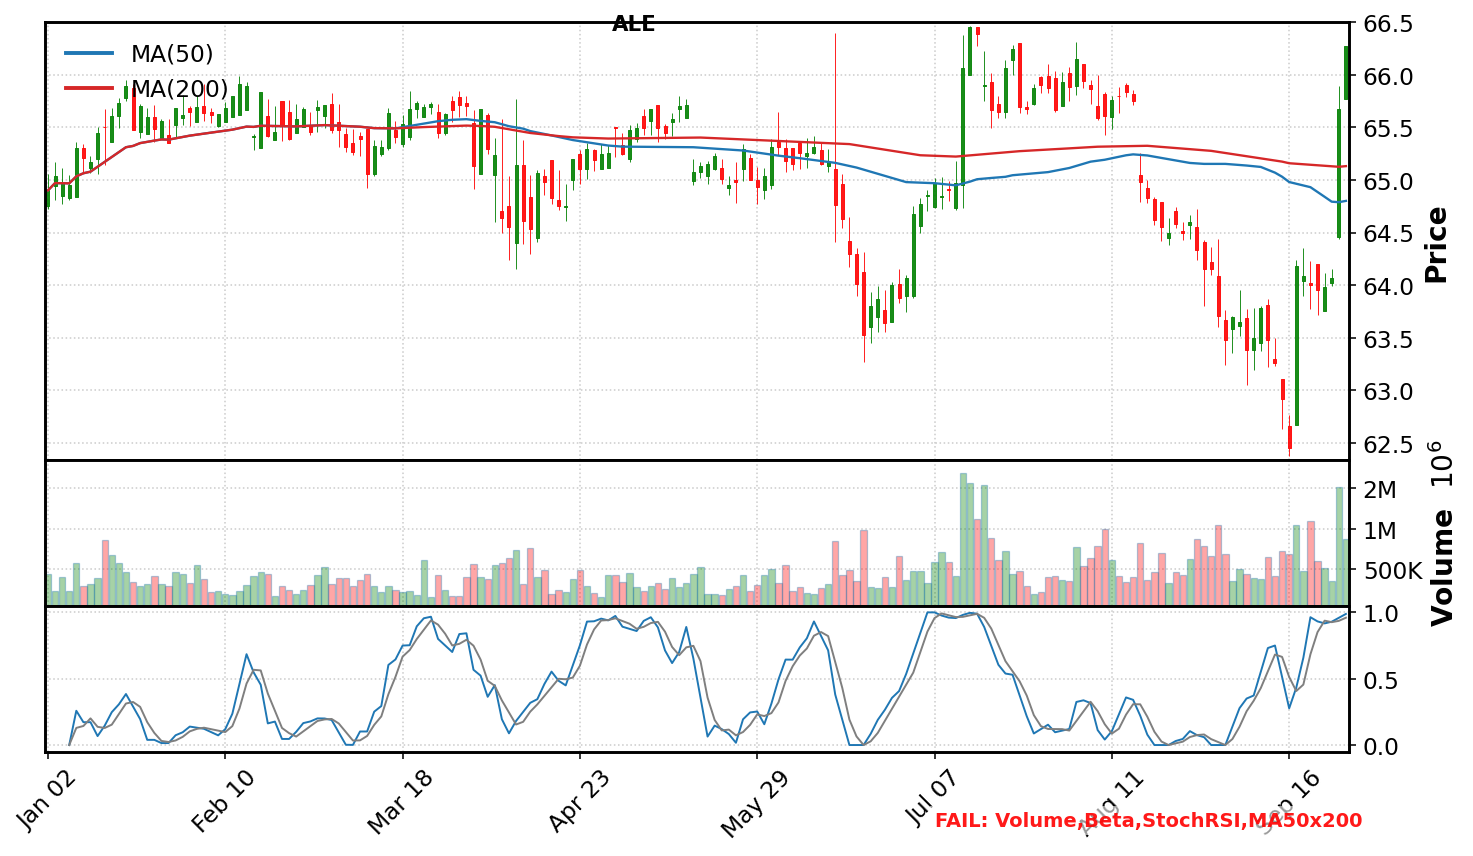 ALE
MA(50)
MA(200)
66.5
66.0
65.5
65.0
64.5
64.0
63.5
63.0
62.5
Price
2M
1M
500K
Volume 10⁶
1.0
0.5
0.0
Jan 02
Feb 10
Mar 18
Apr 23
May 29
Jul 07
Aug 11
Sep 16
FAIL: Volume,Beta,StochRSI,MA50x200